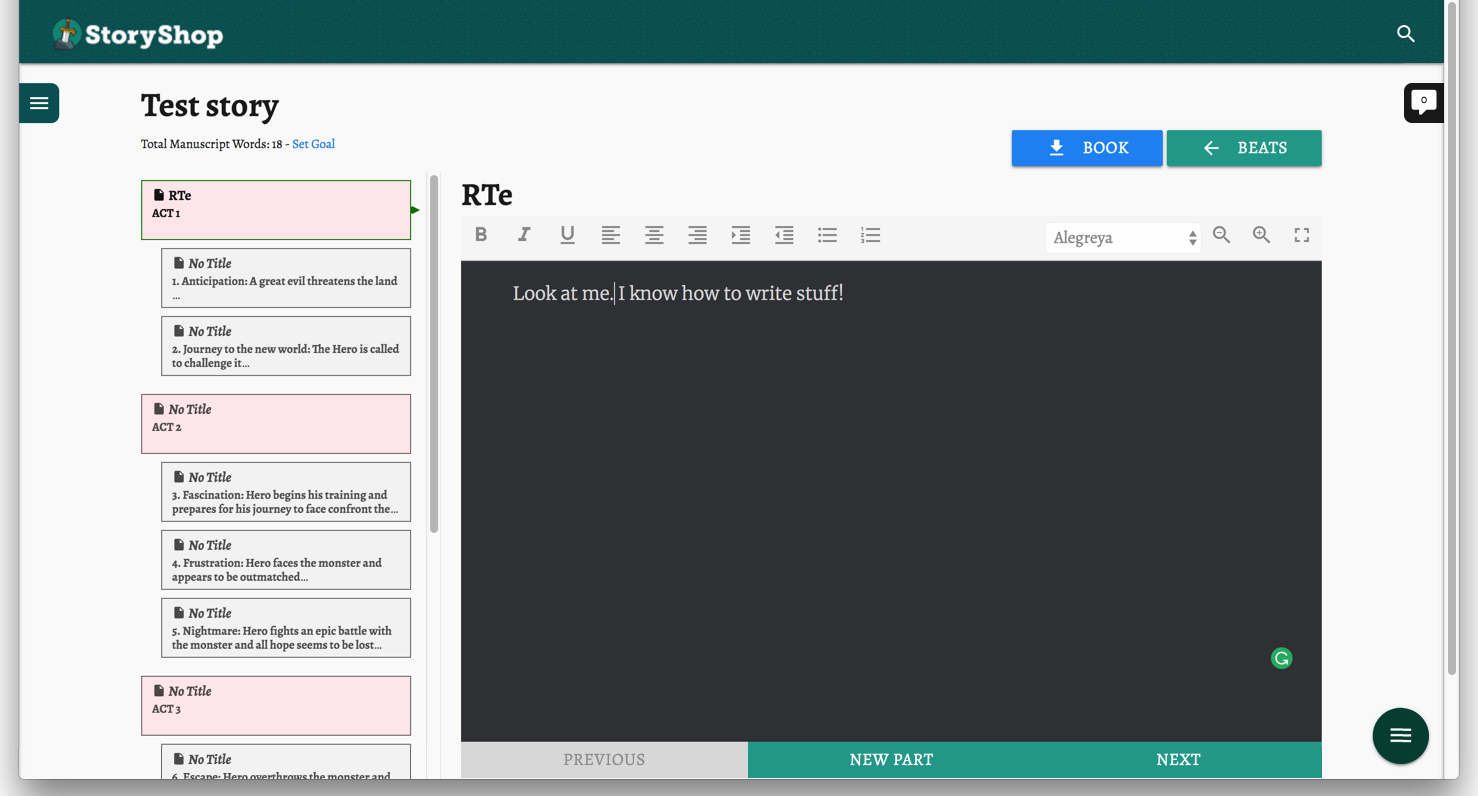 StoryShop
0
Test story
Total Manuscript Words: 18 - Set Goal
BOOK
BEATS
RTe
ACT 1
No Title
1. Anticipation: A great evil threatens the land
...
No Title
2. Journey to the new world: The Hero is called
to challenge it...
No Title
ACT 2
No Title
3. Fascination: Hero begins his training and
prepares for his journey to face confront the...
No Title
4. Frustration: Hero faces the monster and
appears to be outmatched...
No Title
5. Nightmare: Hero fights an epic battle with
the monster and all hope seems to be lost...
No Title
ACT 3
No Title
6. Escape: Hero overthrows the monster and
RTe
B I U
Alegreya
Look at me. I know how to write stuff!
PREVIOUS
NEW PART
NEXT